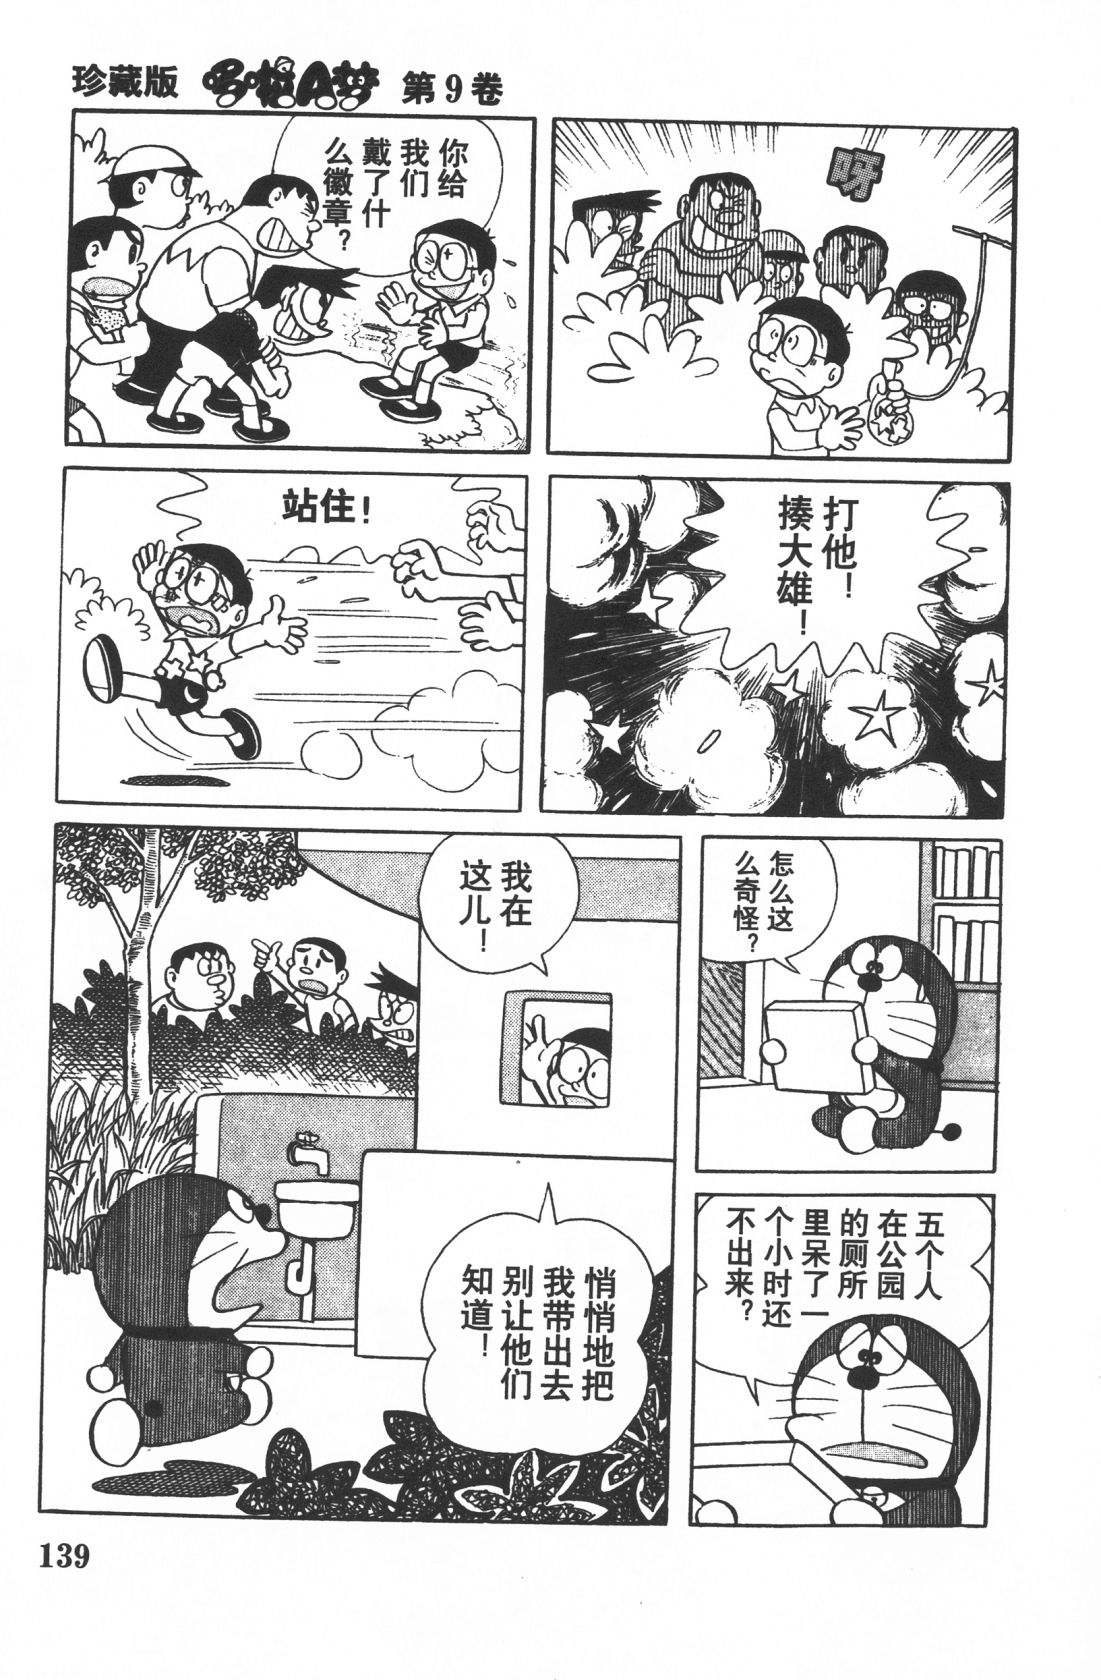 珍藏版 哆啦A梦 第9卷
呀
你给
我们
戴了什
么徽章？
打他！
揍大雄！
站住！
怎么这
么奇怪？
五个人
在公园
的厕所
里呆了一
个小时还
不出来？
我在
这儿！
悄悄地把
我带出去
别让他们
知道！
139